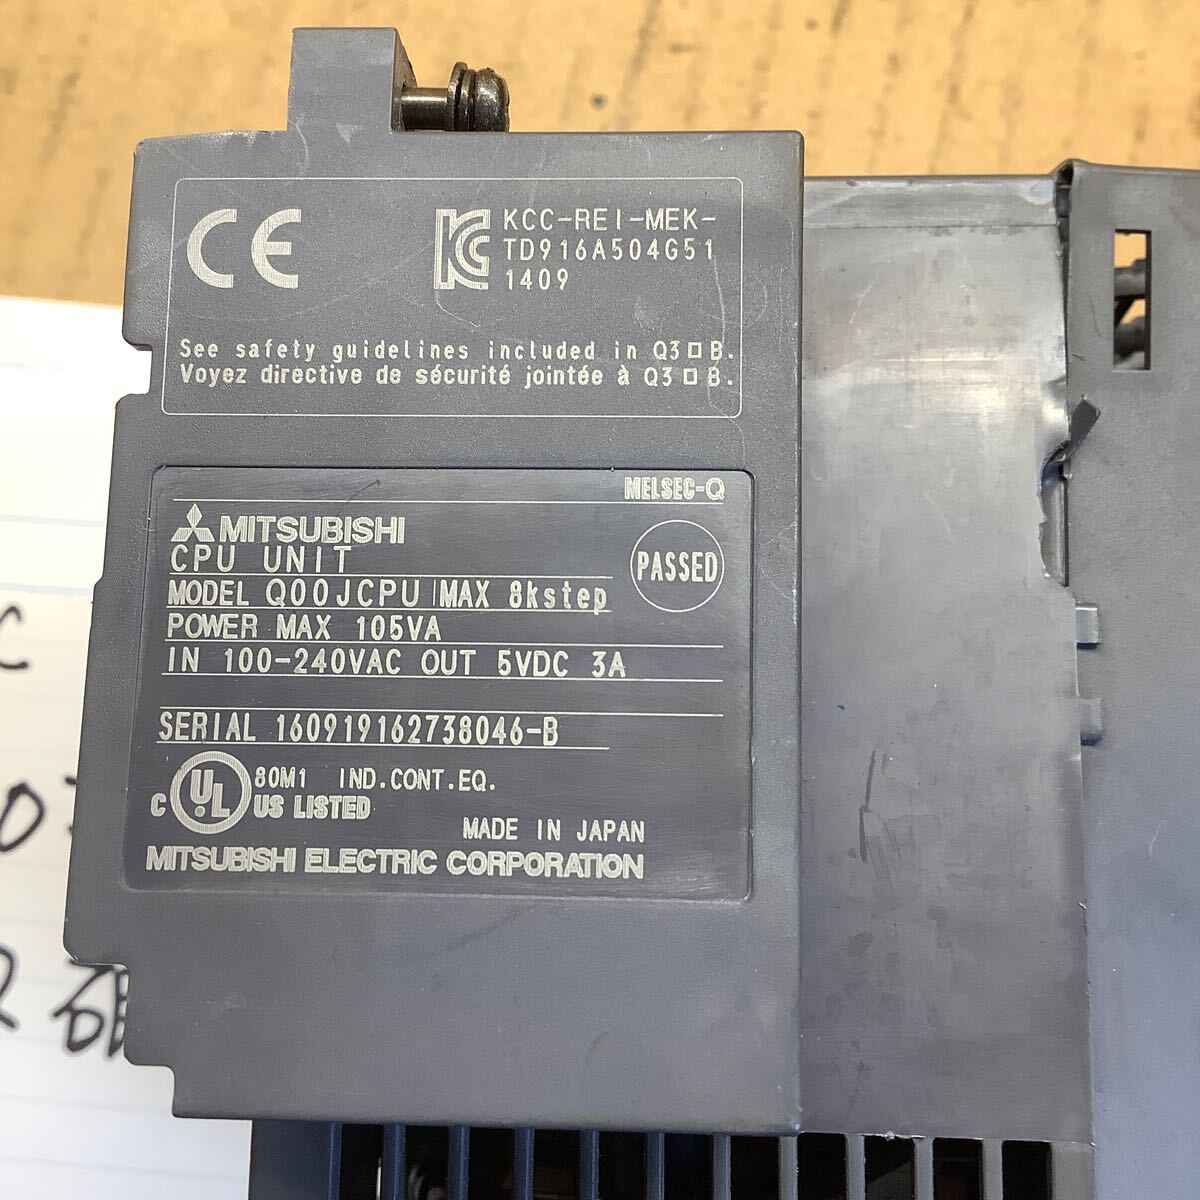 CE
KC KCC-REI-MEK-
TD916A504G51
1409
See safety guidelines included in Q3□B.
Voyez directive de sécurité jointée à Q3□B.
MELSEC-Q
MITSUBISHI
CPU UNIT
PASSED
MODEL Q00JCPU MAX 8kstep
POWER MAX 105VA
IN 100-240VAC OUT 5VDC 3A
SERIAL 160919162738046-B
C UL US LISTED 80M1 IND.CONT.EQ.
MADE IN JAPAN
MITSUBISHI ELECTRIC CORPORATION